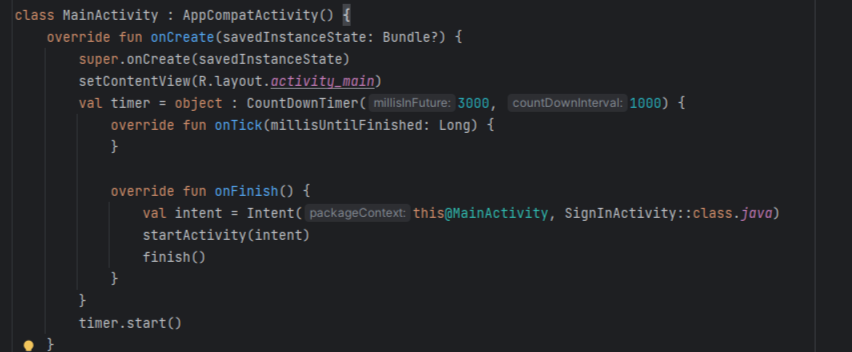 class MainActivity : AppCompatActivity() {
    override fun onCreate(savedInstanceState: Bundle?) {
        super.onCreate(savedInstanceState)
        setContentView(R.layout.activity_main)
        val timer = object : CountDownTimer( millisInFuture: 3000, countDownInterval: 1000) {
            override fun onTick(millisUntilFinished: Long) {
            }
            override fun onFinish() {
                val intent = Intent( packageContext: this@MainActivity, SignInActivity::class.java)
                startActivity(intent)
                finish()
            }
        }
        timer.start()
    }